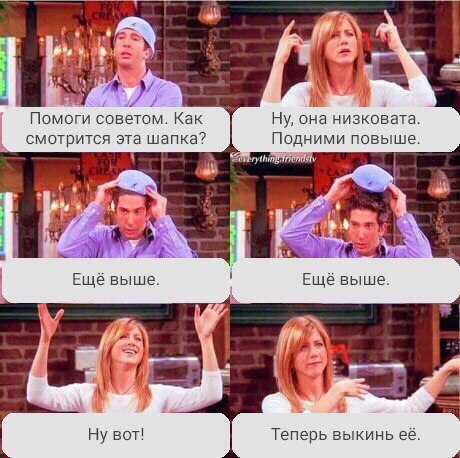 Помоги советом. Как
смотрится эта шапка?
Ну, она низковата.
Подними повыше.
@everything.friendstv
Ещё выше.
Ещё выше.
Ну вот!
Теперь выкинь её.